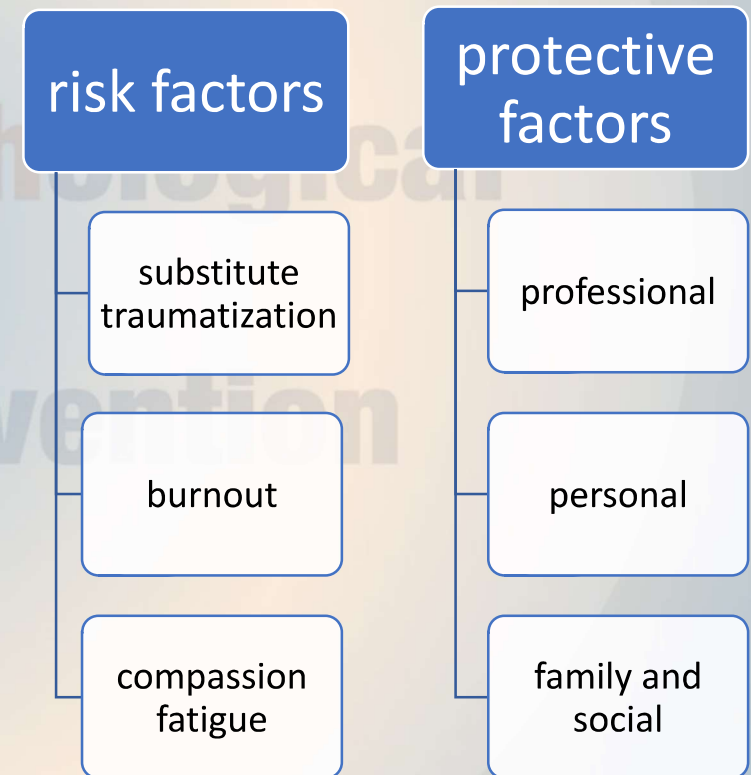 risk factors
substitute
traumatization
burnout
compassion
fatigue
protective
factors
professional
personal
family and
social